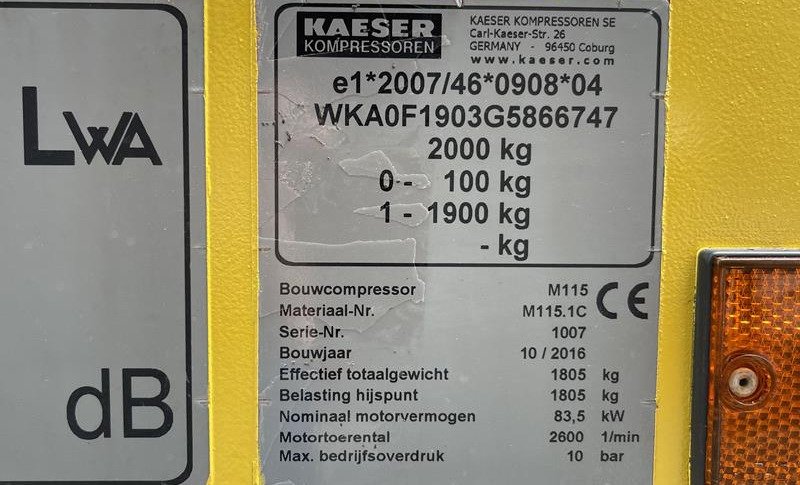 LWA
dB
KAESER
KOMPRESSOREN
KAESER KOMPRESSOREN SE
Carl-Kaeser-Str. 26
GERMANY - 96450 Coburg
www.kaeser.com
e1*2007/46*0908*04
WKA0F1903G5866747
2000 kg
0- 100 kg
1- 1900 kg
- kg
Bouwcompressor M115
Materiaal-Nr. M115.1C
CE
Serie-Nr. 1007
Bouwjaar 10 / 2016
Effectief totaalgewicht 1805 kg
Belasting hijspunt 1805 kg
Nominaal motorvermogen 83,5 kW
Motortoerental 2600 1/min
Max. bedrijfsoverdruk 10 bar